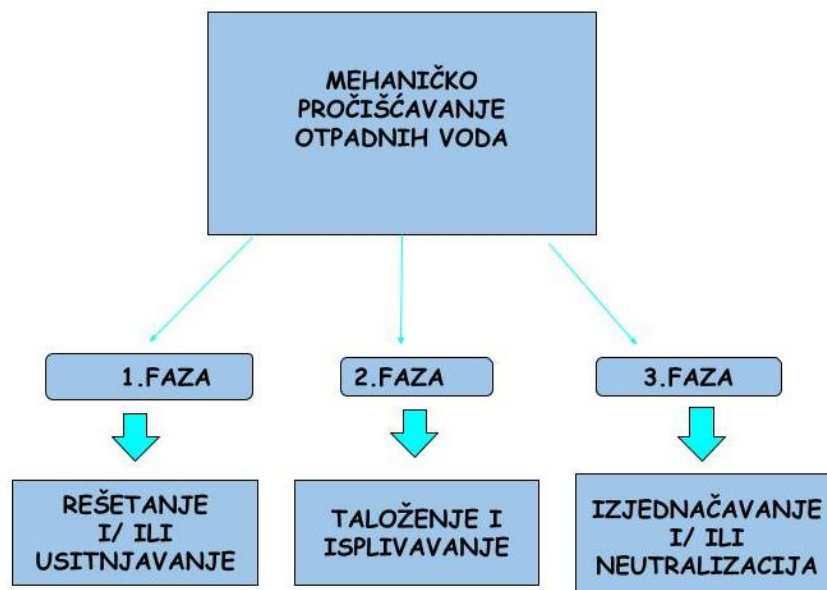 MEHANIČKO
PROČIŠĆAVANJE
OTPADNIH VODA
1.FAZA
2.FAZA
3.FAZA
REŠETANJE
I/ ILI
USITNJAVANJE
TALOŽENJE I
ISPLIVAVANJE
IZJEDNAČAVANJE
I/ ILI
NEUTRALIZACIJA